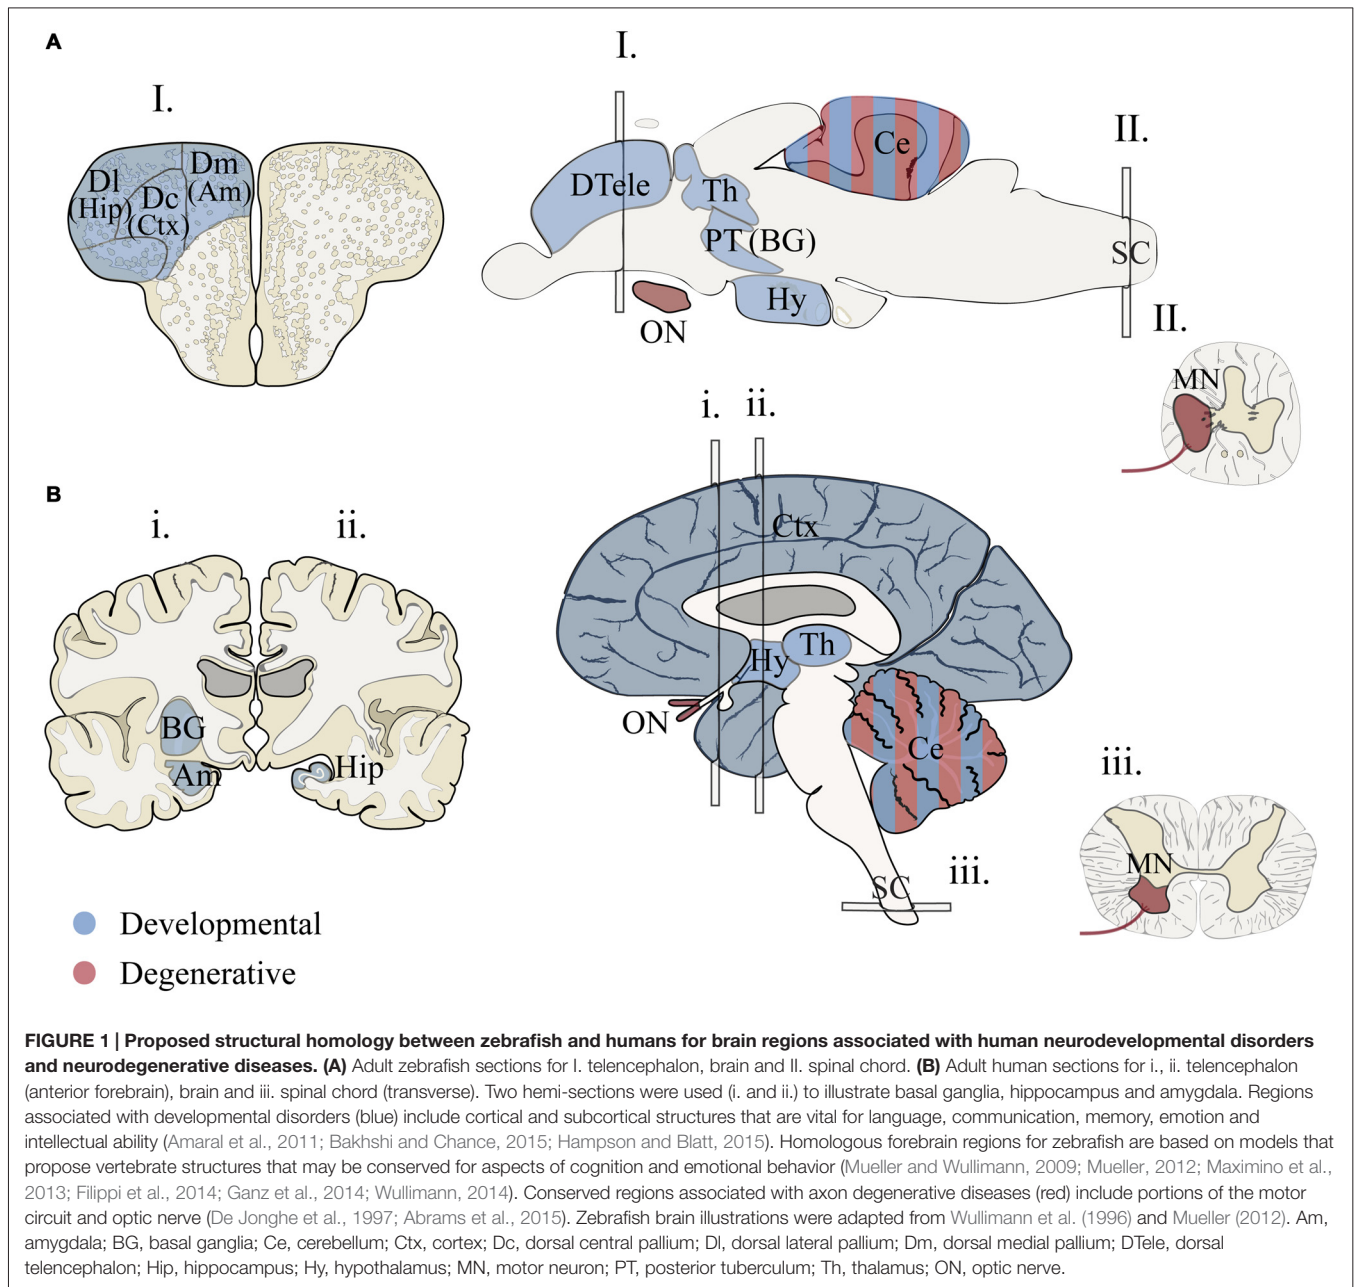 A
I.
I.
II.
Dl
(Hip)
Dc
(Ctx)
Dm
(Am)
DTele
Th
PT (BG)
Hy
Ce
ON
SC
II.
MN
B
i.
ii.
i.
ii.
BG
Am
Hip
Ctx
Hy
Th
ON
Ce
SC
iii.
iii.
MN
Developmental
Degenerative
FIGURE 1 | Proposed structural homology between zebrafish and humans for brain regions associated with human neurodevelopmental disorders
and neurodegenerative diseases. (A) Adult zebrafish sections for I. telencephalon, brain and II. spinal chord. (B) Adult human sections for i., ii. telencephalon
(anterior forebrain), brain and iii. spinal chord (transverse). Two hemi-sections were used (i. and ii.) to illustrate basal ganglia, hippocampus and amygdala. Regions
associated with developmental disorders (blue) include cortical and subcortical structures that are vital for language, communication, memory, emotion and
intellectual ability (Amaral et al., 2011; Bakhshi and Chance, 2015; Hampson and Blatt, 2015). Homologous forebrain regions for zebrafish are based on models that
propose vertebrate structures that may be conserved for aspects of cognition and emotional behavior (Mueller and Wullimann, 2009; Mueller, 2012; Maximino et al.,
2013; Filippi et al., 2014; Ganz et al., 2014; Wullimann, 2014). Conserved regions associated with axon degenerative diseases (red) include portions of the motor
circuit and optic nerve (De Jonghe et al., 1997; Abrams et al., 2015). Zebrafish brain illustrations were adapted from Wullimann et al. (1996) and Mueller (2012). Am,
amygdala; BG, basal ganglia; Ce, cerebellum; Ctx, cortex; Dc, dorsal central pallium; Dl, dorsal lateral pallium; Dm, dorsal medial pallium; DTele, dorsal
telencephalon; Hip, hippocampus; Hy, hypothalamus; MN, motor neuron; PT, posterior tuberculum; Th, thalamus; ON, optic nerve.